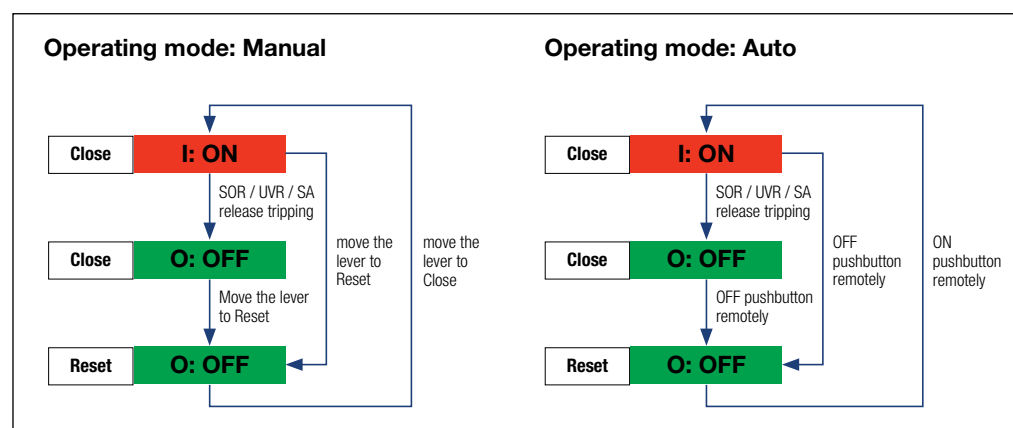 Operating mode: Manual
Close
I: ON
SOR / UVR / SA
release tripping
move the
lever to
Reset
move the
lever to
Close
Close
O: OFF
Move the lever
to Reset
Reset
O: OFF
Operating mode: Auto
Close
I: ON
SOR / UVR / SA
release tripping
OFF
pushbutton
remotely
ON
pushbutton
remotely
Close
O: OFF
OFF pushbutton
remotely
Reset
O: OFF